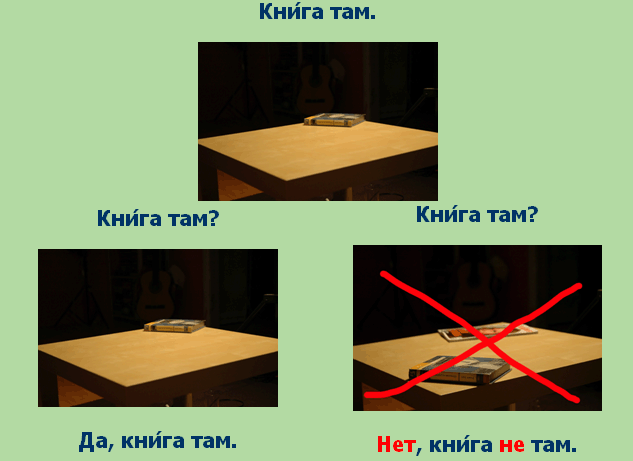 Кни́га там.
Кни́га там?
Кни́га там?
Да, кни́га там.
Нет, кни́га не там.